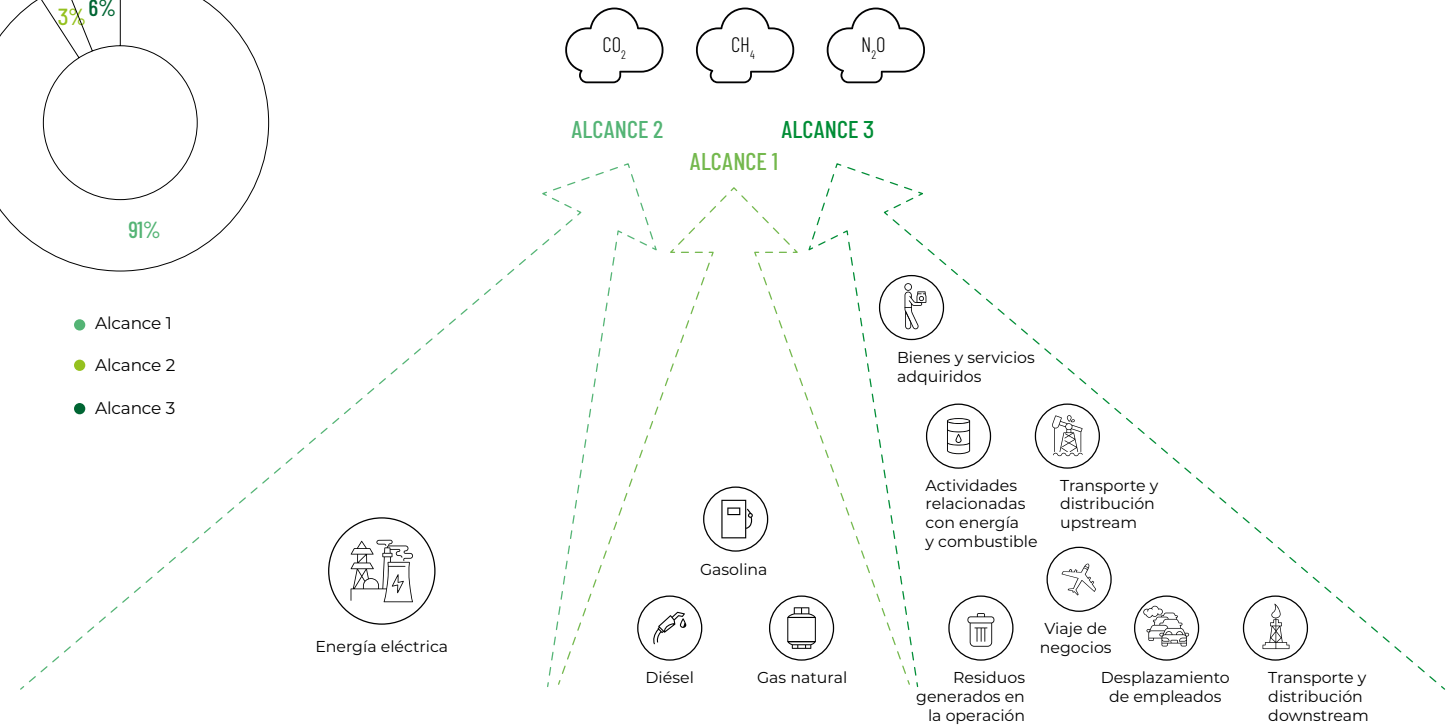 3%
6%
91%
Alcance 1
Alcance 2
Alcance 3
CO₂
CH₄
N₂O
ALCANCE 2
ALCANCE 3
ALCANCE 1
Bienes y servicios
adquiridos
Actividades
relacionadas
con energía
y combustible
Transporte y
distribución
upstream
Energía eléctrica
Gasolina
Diésel
Gas natural
Viaje de
negocios
Residuos
generados en
la operación
Desplazamiento
de empleados
Transporte y
distribución
downstream